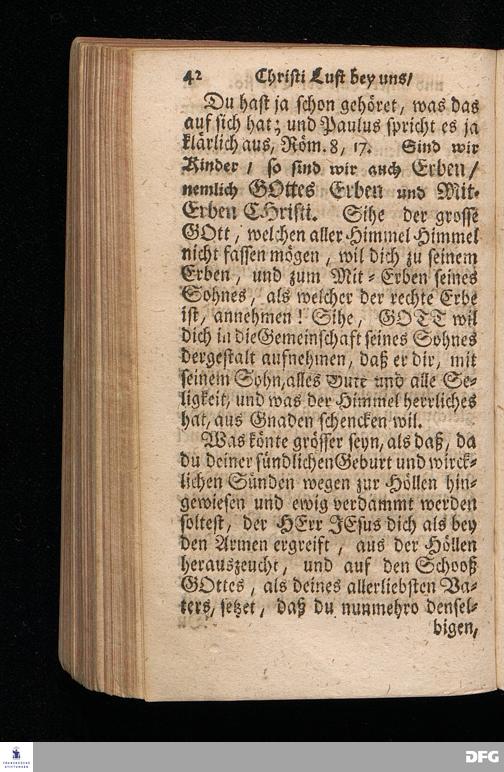 42 Christi Lust bey uns/
Du hast ja schon gehöret, was das
auf sich hat; und Paulus spricht es ja
klärlich aus, Röm. 8, 17. Sind wir
Kinder / so sind wir auch Erben /
nemlich GOttes Erben und Mit-
Erben CHristi. Sihe der grosse
GOtt, welchen aller Himmel Himmel
nicht fassen mögen, wil dich zu seinem
Erben, und zum Mit-Erben seines
Sohnes, als welcher der rechte Erbe
ist, annehmen! Sihe, GOTT wil
dich in die Gemeinschaft seines Sohnes
dergestalt aufnehmen, daß er dir, mit
seinem Sohn, alles Gute und alle Se-
ligkeit, und was der Himmel herrliches
hat, aus Gnaden schencken wil.
Was könte grösser seyn, als daß, da
du deiner sündlichen Geburt und wirck-
lichen Sünden wegen zur Höllen hin-
gewiesen und ewig verdammt werden
soltest, der HErr JEsus dich als bey
den Armen ergreift, aus der Höllen
herauszeucht, und auf den Schooß
GOttes, als deines allerliebsten Va-
ters, setzet, daß du nunmehro densel-
bigen,
FRANCKESCHE
STIFTUNGEN
DFG